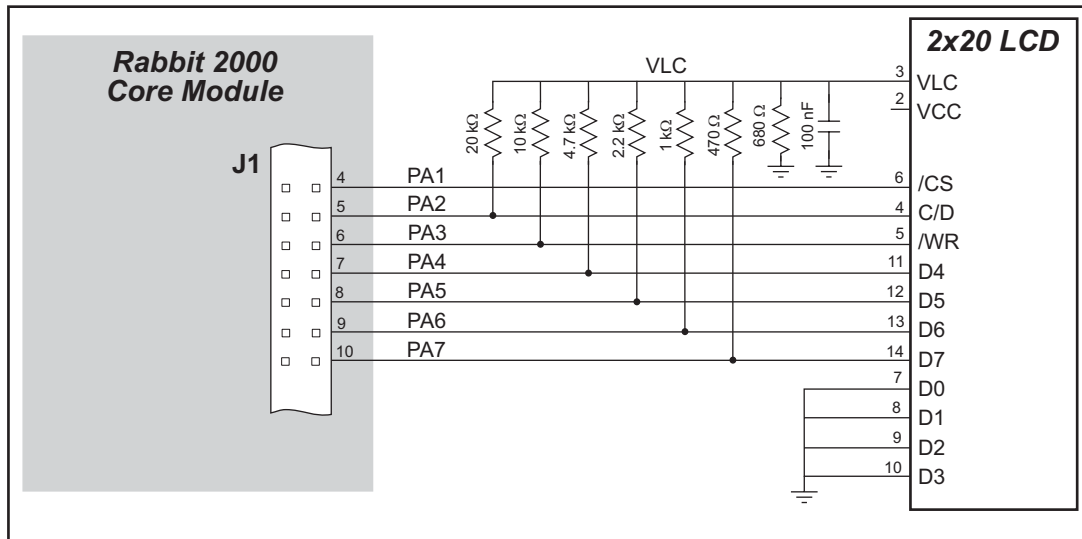 Rabbit 2000
Core Module
J1
4
5
6
7
8
9
10
PA1
PA2
PA3
PA4
PA5
PA6
PA7
VLC
20 kΩ
10 kΩ
4.7 kΩ
2.2 kΩ
1 kΩ
470 Ω
680 Ω
100 nF
2x20 LCD
3 VLC
2 VCC
6 /CS
4 C/D
5 /WR
11 D4
12 D5
13 D6
14 D7
7 D0
8 D1
9 D2
10 D3